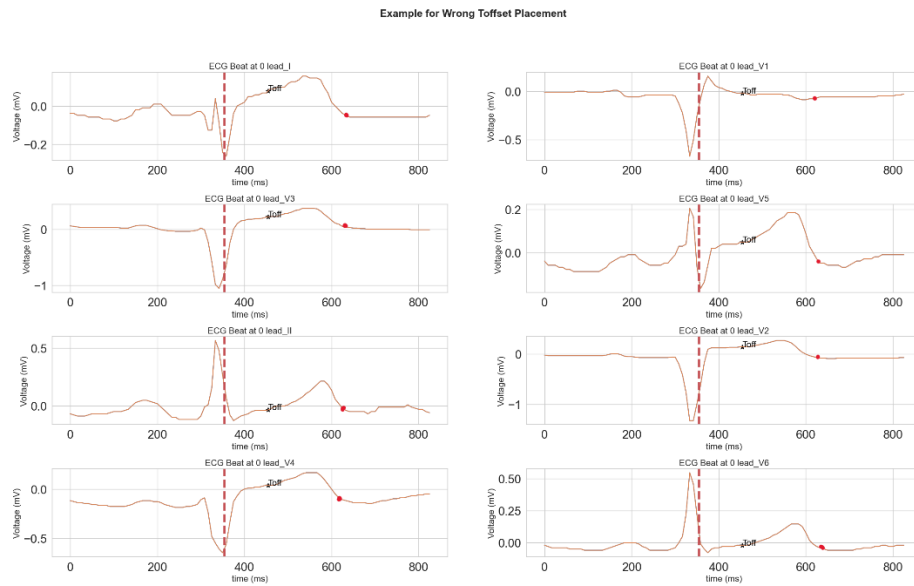 Example for Wrong Toffset Placement
ECG Beat at 0 lead_I
Voltage (mV)
0.0
−0.2
Toff
0 200 400 600 800
time (ms)
ECG Beat at 0 lead_V1
Voltage (mV)
0.0
−0.5
Toff
0 200 400 600 800
time (ms)
ECG Beat at 0 lead_V3
Voltage (mV)
0
−1
Toff
0 200 400 600 800
time (ms)
ECG Beat at 0 lead_V5
Voltage (mV)
0.2
0.0
Toff
0 200 400 600 800
time (ms)
ECG Beat at 0 lead_II
Voltage (mV)
0.5
0.0
Toff
0 200 400 600 800
time (ms)
ECG Beat at 0 lead_V2
Voltage (mV)
0
−1
Toff
0 200 400 600 800
time (ms)
ECG Beat at 0 lead_V4
Voltage (mV)
0.0
−0.5
Toff
0 200 400 600 800
time (ms)
ECG Beat at 0 lead_V6
Voltage (mV)
0.50
0.25
0.00
Toff
0 200 400 600 800
time (ms)